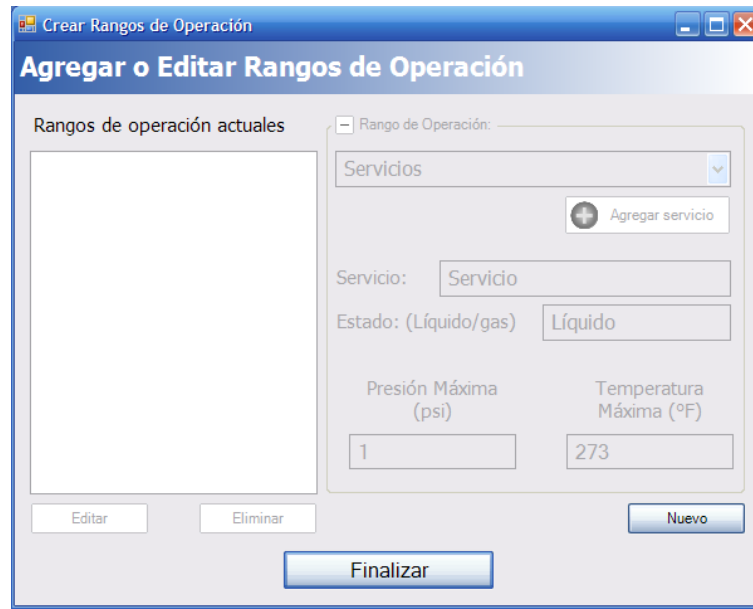 Crear Rangos de Operación
Agregar o Editar Rangos de Operación
Rangos de operación actuales
Rango de Operación:
Servicios
Agregar servicio
Servicio:
Servicio
Estado: (Líquido/gas)
Líquido
Presión Máxima
(psi)
Temperatura
Máxima (ºF)
1
273
Editar
Eliminar
Nuevo
Finalizar